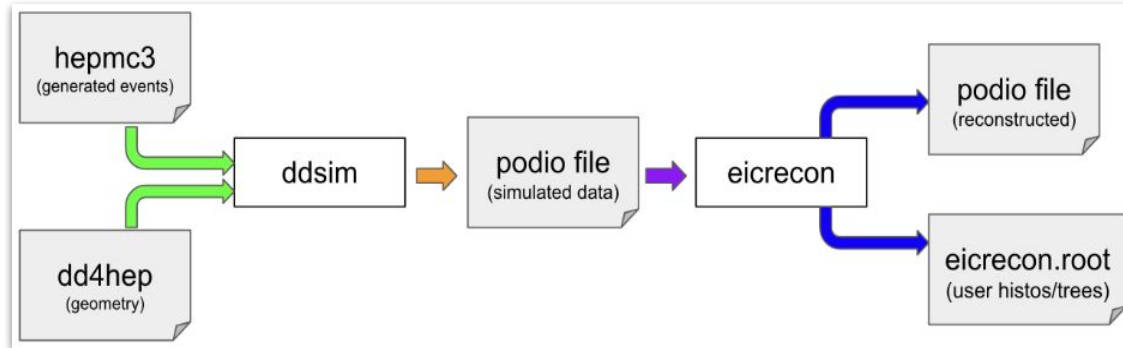 hepmc3
(generated events)
dd4hep
(geometry)
ddsim
podio file
(simulated data)
eicrecon
podio file
(reconstructed)
eicrecon.root
(user histos/trees)